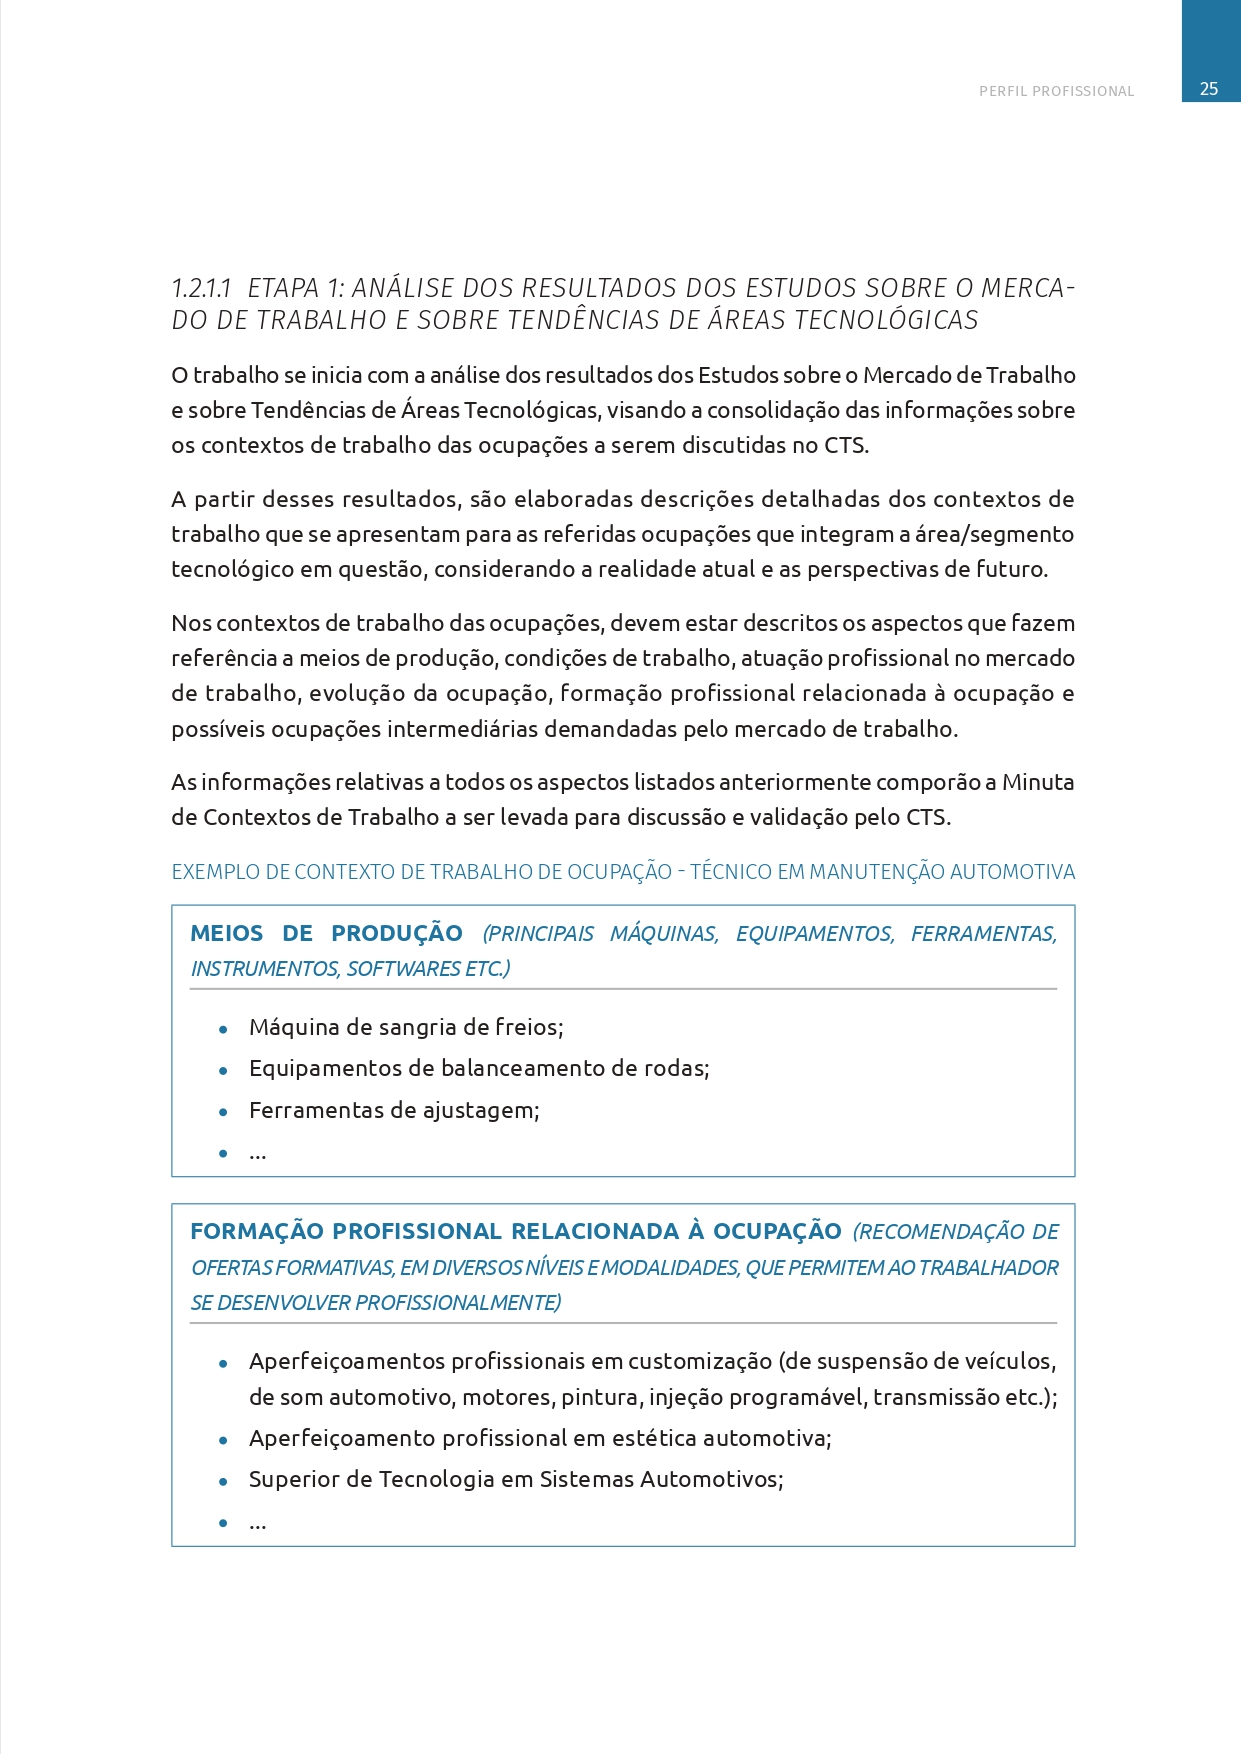 PERFIL PROFISSIONAL
25
1.2.1.1 ETAPA 1: ANÁLISE DOS RESULTADOS DOS ESTUDOS SOBRE O MERCA-
DO DE TRABALHO E SOBRE TENDÊNCIAS DE ÁREAS TECNOLÓGICAS
O trabalho se inicia com a análise dos resultados dos Estudos sobre o Mercado de Trabalho
e sobre Tendências de Áreas Tecnológicas, visando a consolidação das informações sobre
os contextos de trabalho das ocupações a serem discutidas no CTS.
A partir desses resultados, são elaboradas descrições detalhadas dos contextos de
trabalho que se apresentam para as referidas ocupações que integram a área/segmento
tecnológico em questão, considerando a realidade atual e as perspectivas de futuro.
Nos contextos de trabalho das ocupações, devem estar descritos os aspectos que fazem
referência a meios de produção, condições de trabalho, atuação profissional no mercado
de trabalho, evolução da ocupação, formação profissional relacionada à ocupação e
possíveis ocupações intermediárias demandadas pelo mercado de trabalho.
As informações relativas a todos os aspectos listados anteriormente comporão a Minuta
de Contextos de Trabalho a ser levada para discussão e validação pelo CTS.
EXEMPLO DE CONTEXTO DE TRABALHO DE OCUPAÇÃO - TÉCNICO EM MANUTENÇÃO AUTOMOTIVA
MEIOS DE PRODUÇÃO (PRINCIPAIS MÁQUINAS, EQUIPAMENTOS, FERRAMENTAS,
INSTRUMENTOS, SOFTWARES ETC.)
• Máquina de sangria de freios;
• Equipamentos de balanceamento de rodas;
• Ferramentas de ajustagem;
• ...
FORMAÇÃO PROFISSIONAL RELACIONADA À OCUPAÇÃO (RECOMENDAÇÃO DE
OFERTAS FORMATIVAS, EM DIVERSOS NÍVEIS E MODALIDADES, QUE PERMITEM AO TRABALHADOR
SE DESENVOLVER PROFISSIONALMENTE)
• Aperfeiçoamentos profissionais em customização (de suspensão de veículos,
de som automotivo, motores, pintura, injeção programável, transmissão etc.);
• Aperfeiçoamento profissional em estética automotiva;
• Superior de Tecnologia em Sistemas Automotivos;
• ...